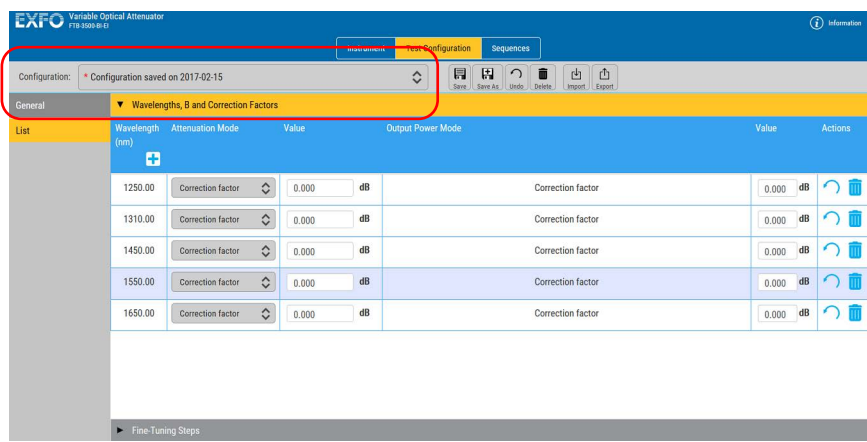 EXFO Variable Optical Attenuator
FTB-3500-BI-EI
Information
Instrument Test Configuration Sequences
Configuration: * Configuration saved on 2017-02-15
Save Save As Undo Delete Import Export
General
▼ Wavelengths, B and Correction Factors
List
Wavelength (nm) Attenuation Mode Value Output Power Mode Value Actions
1250.00 Correction factor 0.000 dB Correction factor 0.000 dB
1310.00 Correction factor 0.000 dB Correction factor 0.000 dB
1450.00 Correction factor 0.000 dB Correction factor 0.000 dB
1550.00 Correction factor 0.000 dB Correction factor 0.000 dB
1650.00 Correction factor 0.000 dB Correction factor 0.000 dB
► Fine-Tuning Steps